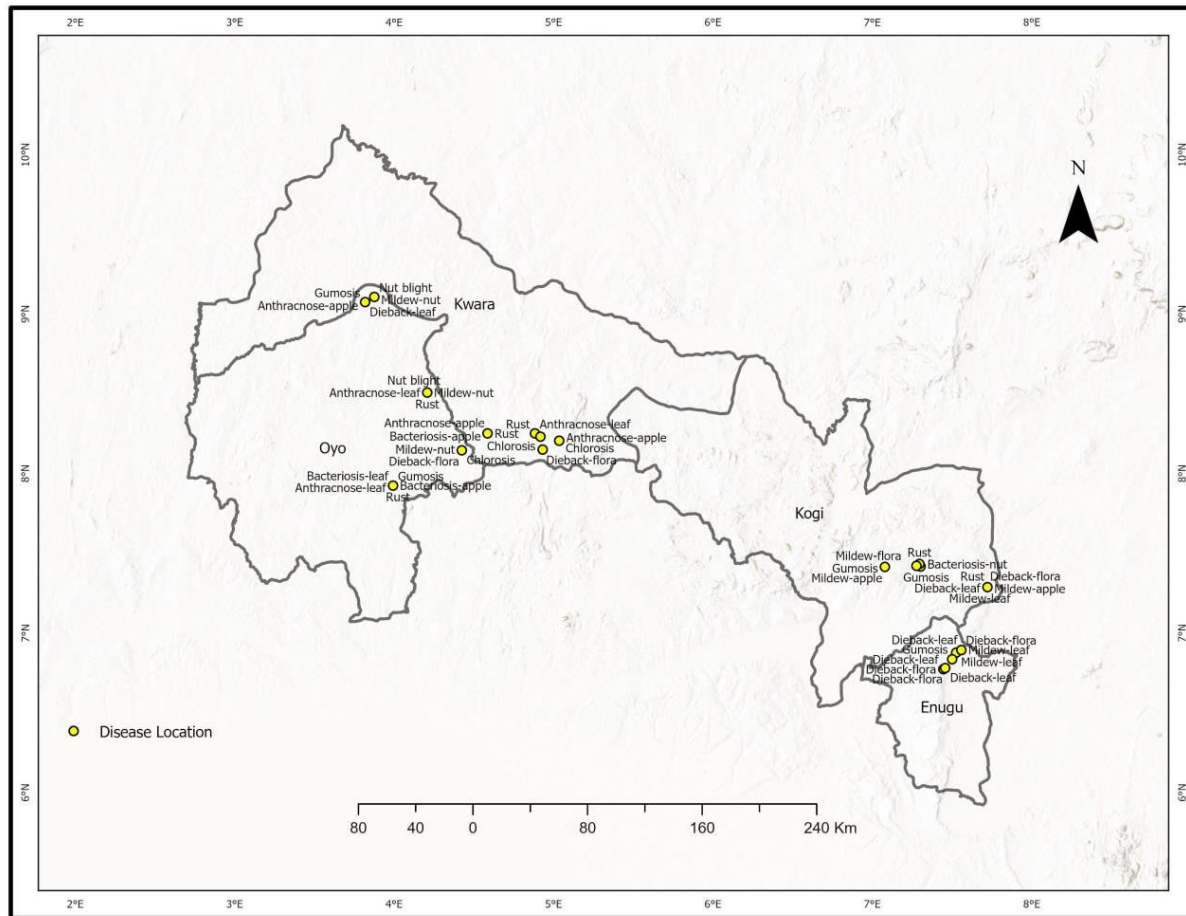 2°E 3°E 4°E 5°E 6°E 7°E 8°E
10°N 10°N
N
Nut blight
Gumosis Mildew-nut
Anthracnose-apple Dieback-leaf
Kwara
9°N 9°N
Nut blight
Anthracnose-leaf Mildew-nut
Rust
Anthracnose-apple Rust Anthracnose-leaf
Bacteriosis-apple Rust Anthracnose-apple
Oyo Mildew-nut Chlorosis Chlorosis
Dieback-flora Chlorosis Dieback-flora
8°N 8°N
Bacteriosis-leaf Gumosis
Anthracnose-leaf Bacteriosis-apple
Rust
Kogi
Mildew-flora Rust
Gumosis Bacteriosis-nut
Mildew-apple Gumosis
Rust Dieback-flora
Dieback-leaf Mildew-apple
Mildew-leaf
7°N 7°N
Dieback-leaf Dieback-flora
Gumosis Mildew-leaf
Dieback-leaf Mildew-leaf
Dieback-flora
Dieback-flora Dieback-leaf
Enugu
Disease Location
6°N 6°N
80 40 0 80 160 240 Km
2°E 3°E 4°E 5°E 6°E 7°E 8°E